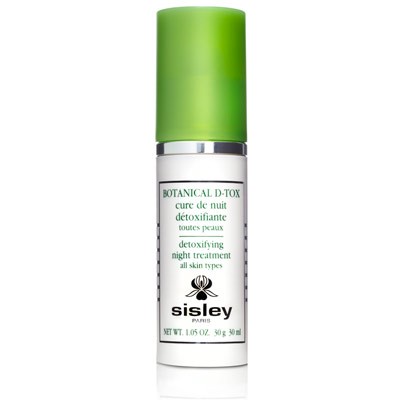 BOTANICAL D-TOX
cure de nuit
détoxifiante
toutes peaux
detoxifying
night treatment
all skin types
sisley
PARIS
NET WT. 1.05 OZ. 30 g 30 ml